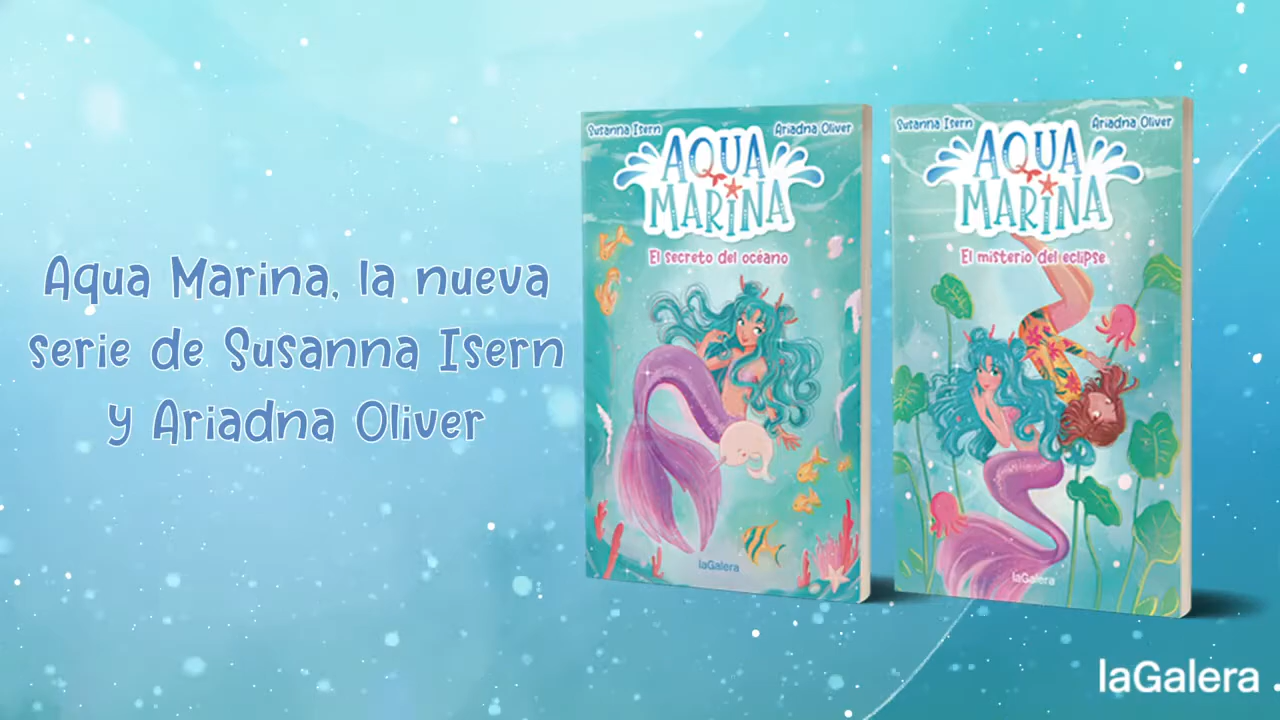 Aqua Marina, la nueva
serie de Susanna Isern
y Ariadna Oliver
Susanna Isern
Ariadna Oliver
AQUA
MARINA
El secreto del océano
laGalera
Susanna Isern
Ariadna Oliver
AQUA
MARINA
El misterio del eclipse
laGalera
laGalera